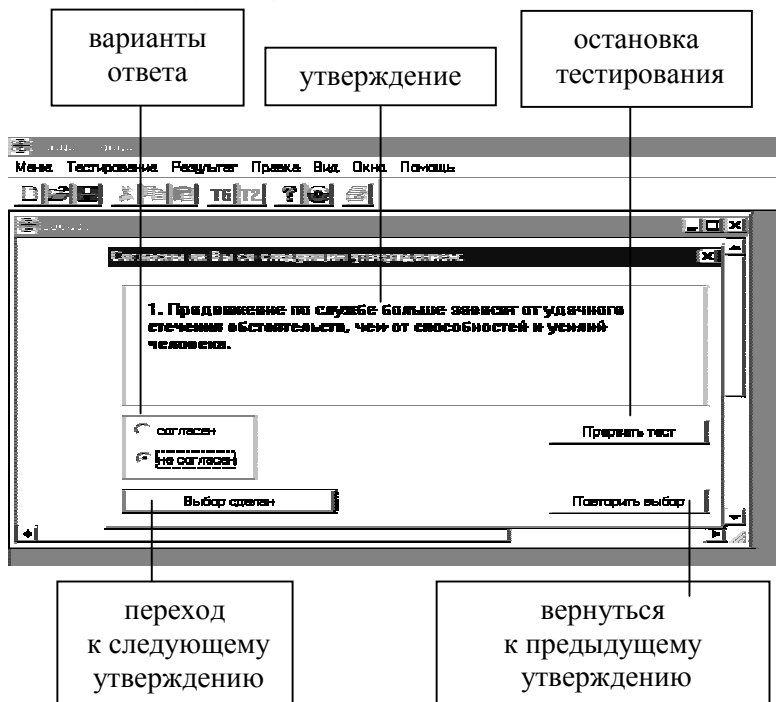 варианты
ответа
утверждение
остановка
тестирования
Меню Тестирование Результат Правка Вид Окно Помощь
T6 T2
Согласны ли Вы со следующим утверждением:
1. Продвижение по службе больше зависит от удачного
стечения обстоятельств, чем от способностей и усилий
человека.
согласен
не согласен
Прервать тест
Выбор сделан
Повторить выбор
переход
к следующему
утверждению
вернуться
к предыдущему
утверждению